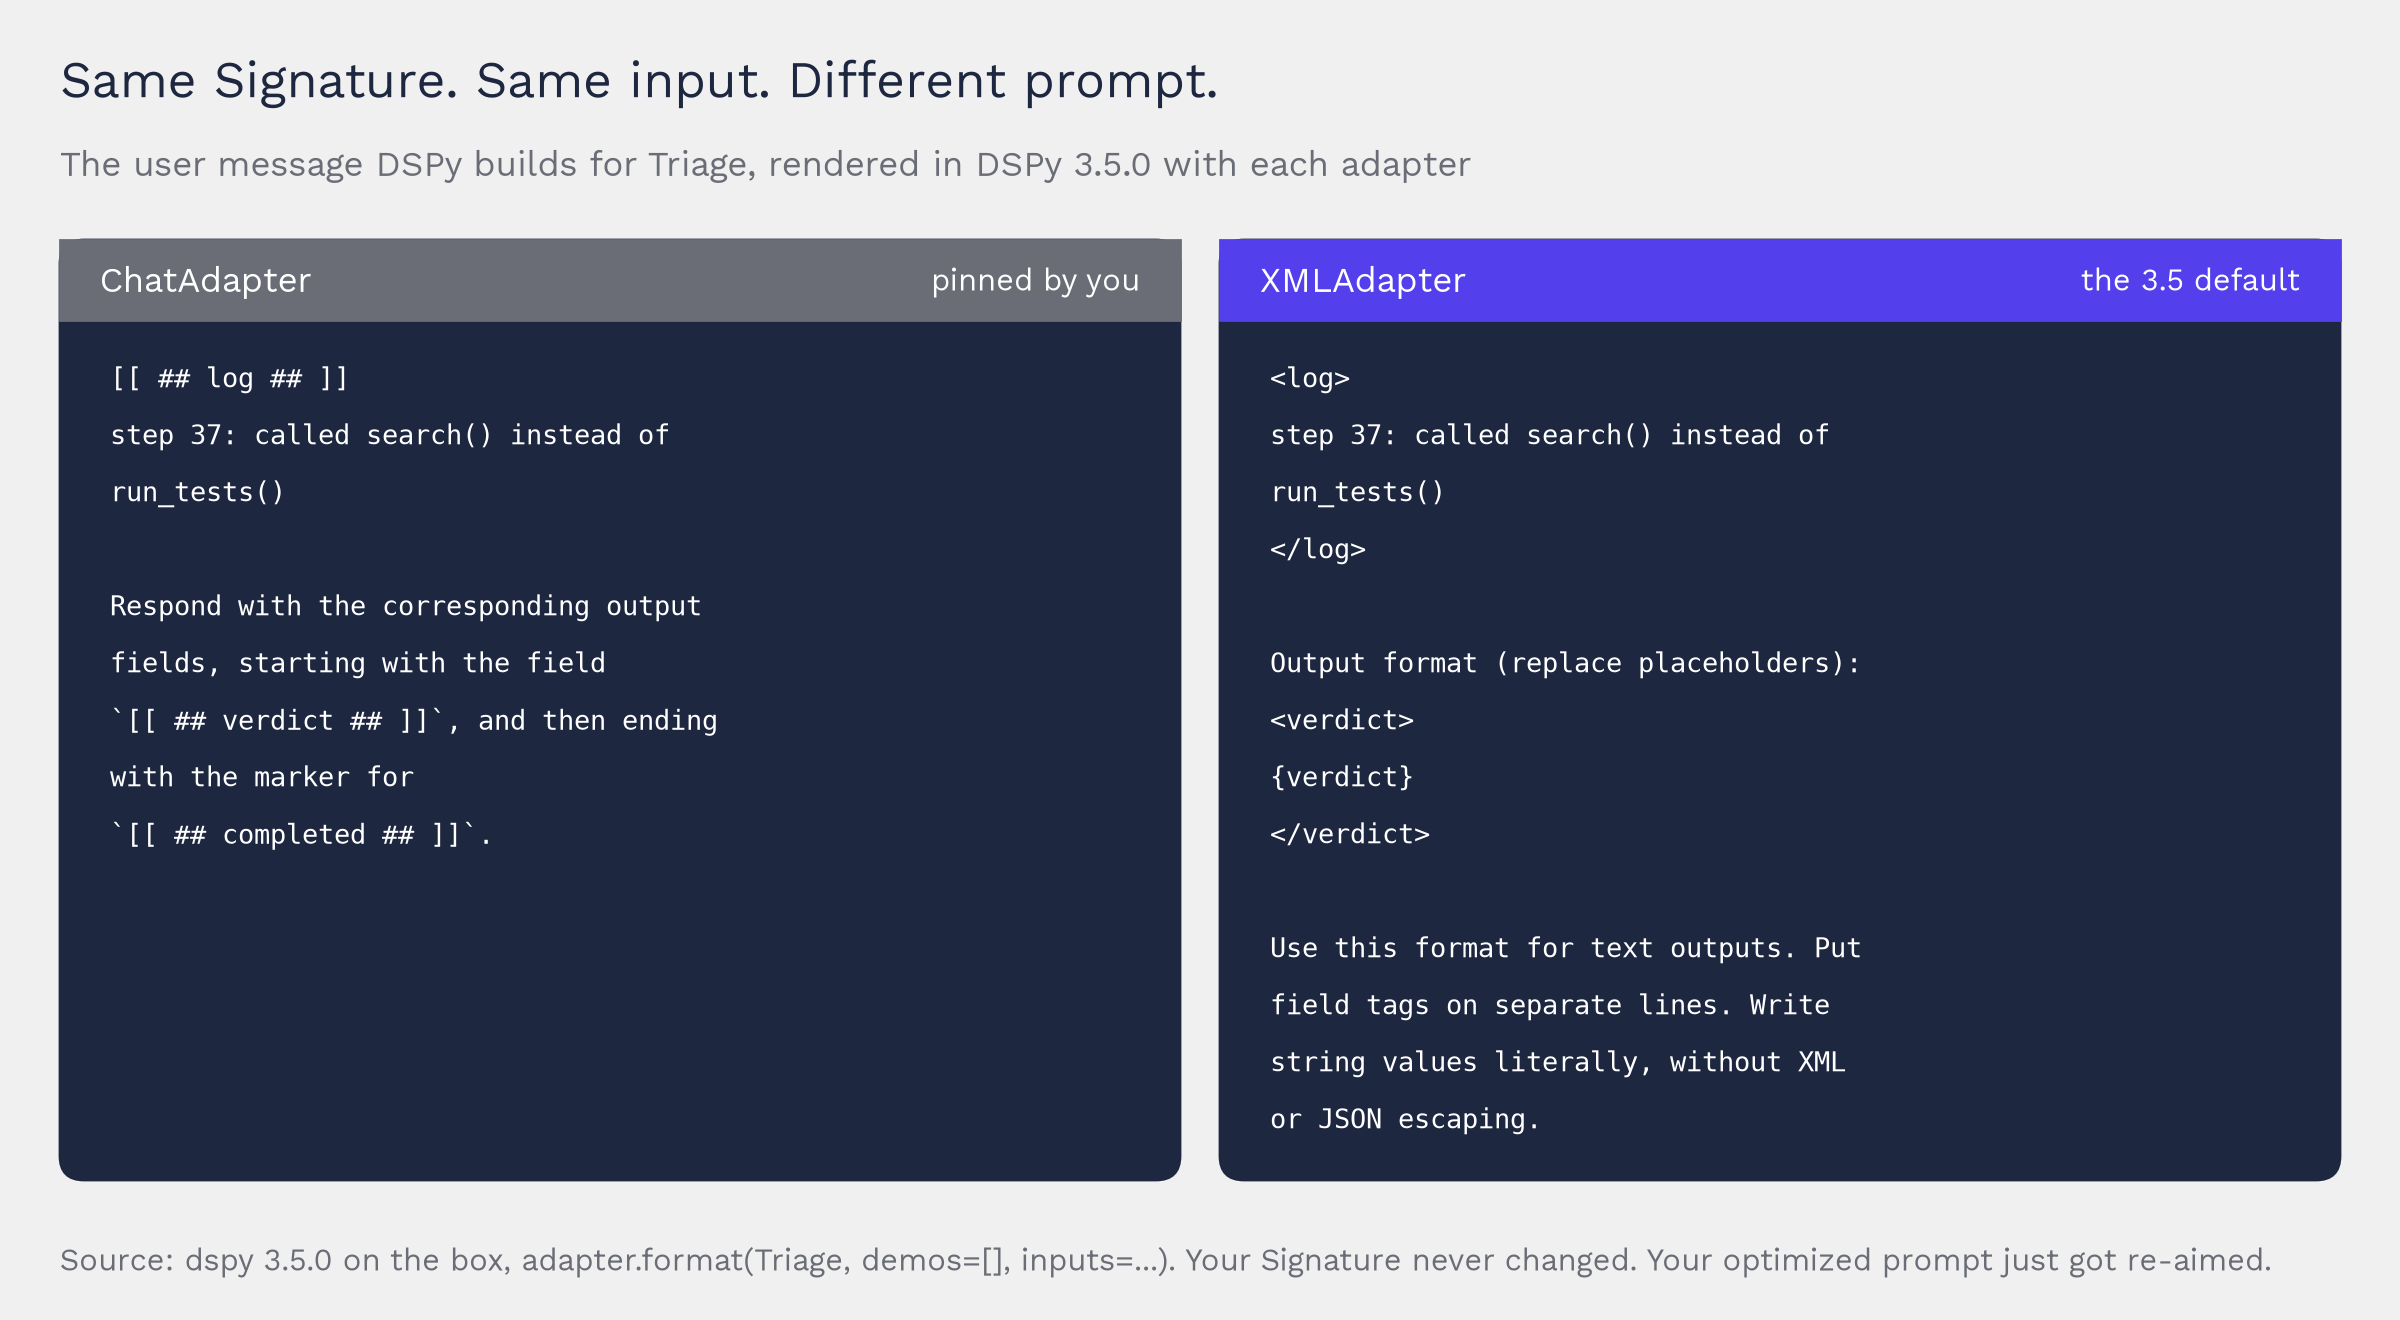 Same Signature. Same input. Different prompt.
The user message DSPy builds for Triage, rendered in DSPy 3.5.0 with each adapter
ChatAdapter
pinned by you
[[ ## log ## ]]
step 37: called search() instead of
run_tests()
Respond with the corresponding output
fields, starting with the field
`[[ ## verdict ## ]]`, and then ending
with the marker for
`[[ ## completed ## ]]`.
XMLAdapter
the 3.5 default
<log>
step 37: called search() instead of
run_tests()
</log>
Output format (replace placeholders):
<verdict>
{verdict}
</verdict>
Use this format for text outputs. Put
field tags on separate lines. Write
string values literally, without XML
or JSON escaping.
Source: dspy 3.5.0 on the box, adapter.format(Triage, demos=[], inputs=...). Your Signature never changed. Your optimized prompt just got re-aimed.